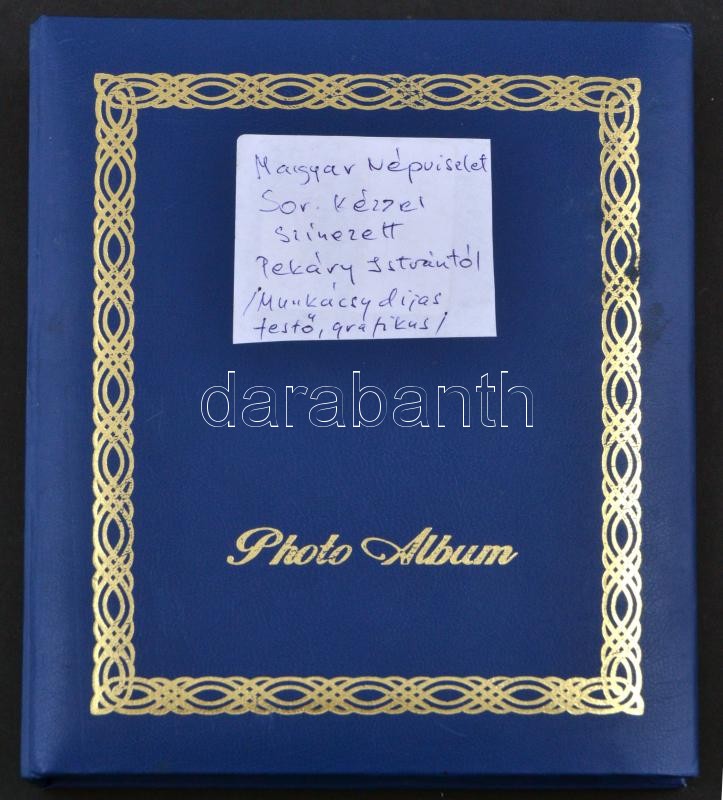 Magyar Népviselet
Sor. Kézzel
Színezett
Pekáry Istvántól
/Munkácsy díjas
festő, grafikus/
darabanth
Photo Album